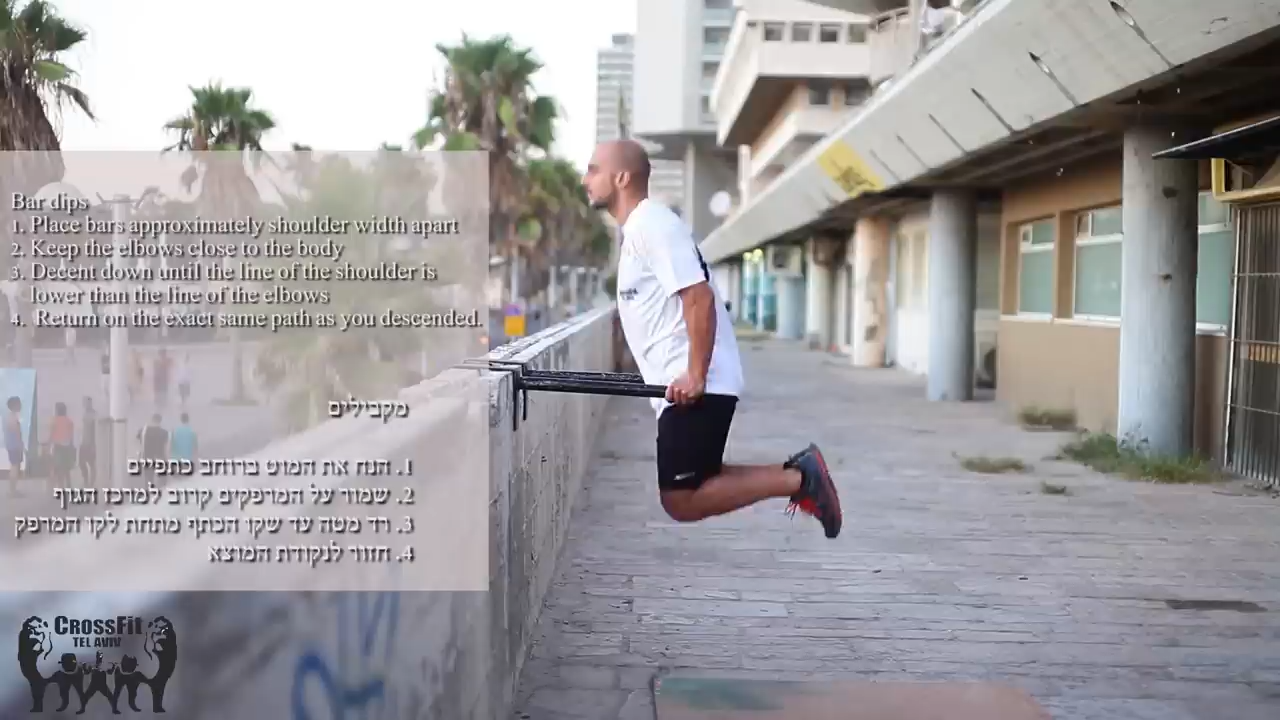 Bar dips
1. Place bars approximately shoulder width apart
2. Keep the elbows close to the body
3. Decent down until the line of the shoulder is
lower than the line of the elbows
4. Return on the exact same path as you descended.
מקבילים
1. הנח את המוט ברוחב כתפיים
2. שמור על המרפקים קרוב למרכז הגוף
3. רד מטה עד שקו הכתף מתחת לקו המרפק
4. חזור לנקודת המוצא
CrossFit
TEL AVIV